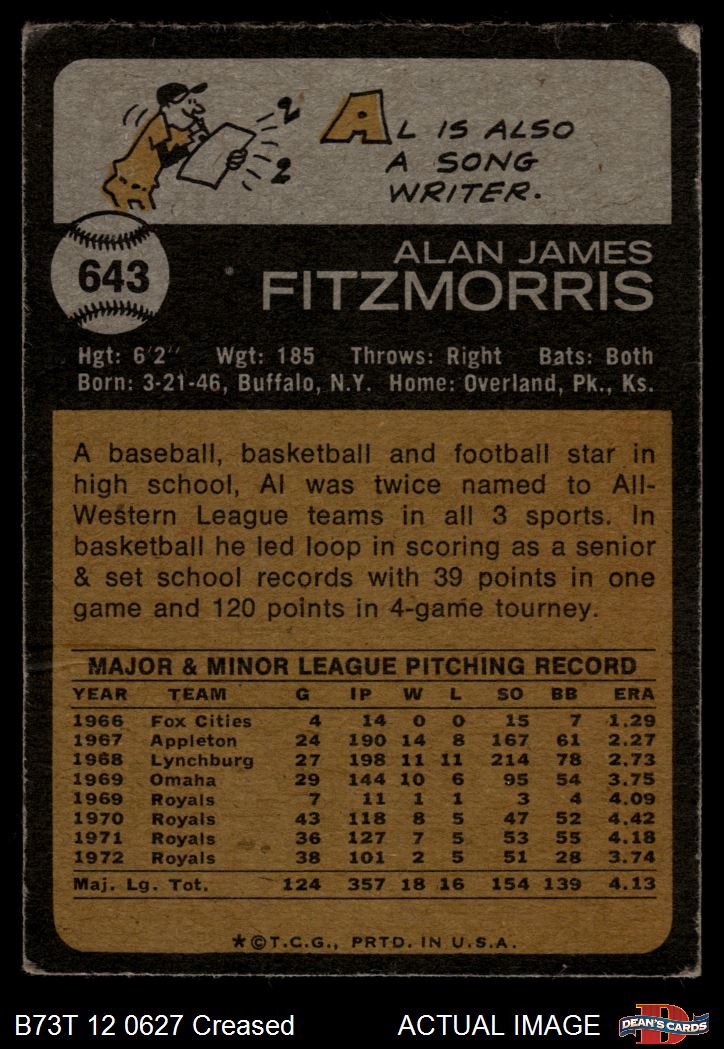 2
2
AL IS ALSO
A SONG
WRITER.
643
ALAN JAMES
FITZMORRIS
Hgt: 6'2" Wgt: 185 Throws: Right Bats: Both
Born: 3-21-46, Buffalo, N.Y. Home: Overland, Pk., Ks.
A baseball, basketball and football star in
high school, Al was twice named to All-
Western League teams in all 3 sports. In
basketball he led loop in scoring as a senior
& set school records with 39 points in one
game and 120 points in 4-game tourney.
MAJOR & MINOR LEAGUE PITCHING RECORD
YEAR TEAM G IP W L SO BB ERA
1966 Fox Cities 4 14 0 0 15 7 1.29
1967 Appleton 24 190 14 8 167 61 2.27
1968 Lynchburg 27 198 11 11 214 78 2.73
1969 Omaha 29 144 10 6 95 54 3.75
1969 Royals 7 11 1 1 3 4 4.09
1970 Royals 43 118 8 5 47 52 4.42
1971 Royals 36 127 7 5 53 55 4.18
1972 Royals 38 101 2 5 51 28 3.74
Maj. Lg. Tot. 124 357 18 16 154 139 4.13
★©T.C.G., PRTD. IN U.S.A.
B73T 12 0627 Creased ACTUAL IMAGE
D
DEAN'S CARDS